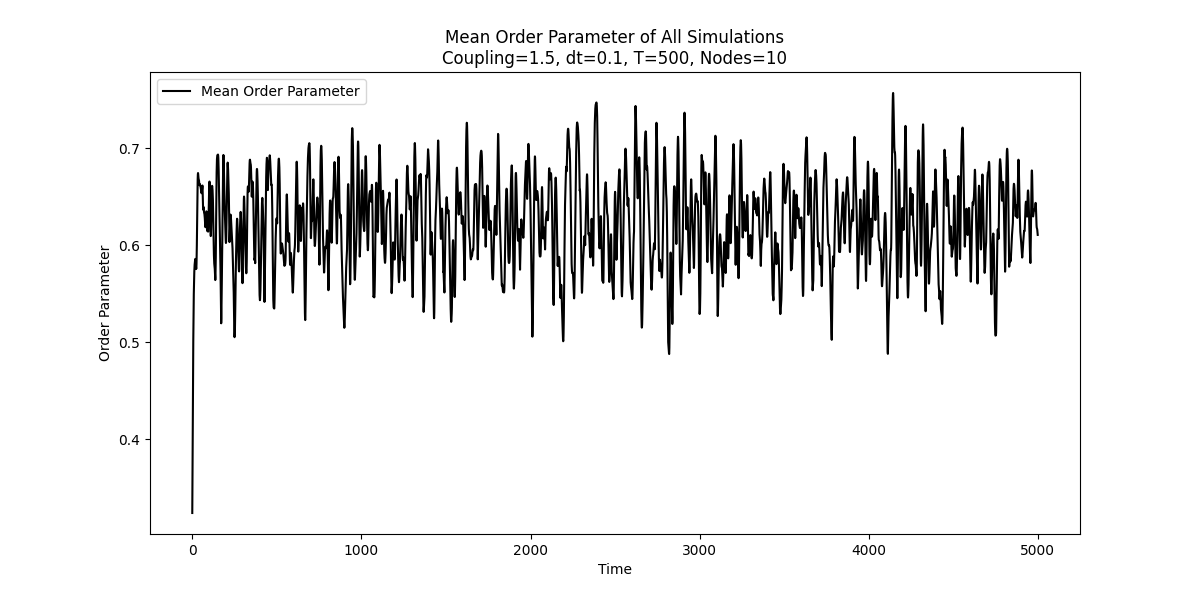 Mean Order Parameter of All Simulations
Coupling=1.5, dt=0.1, T=500, Nodes=10
Mean Order Parameter
0.7
0.6
0.5
0.4
Order Parameter
0 1000 2000 3000 4000 5000
Time